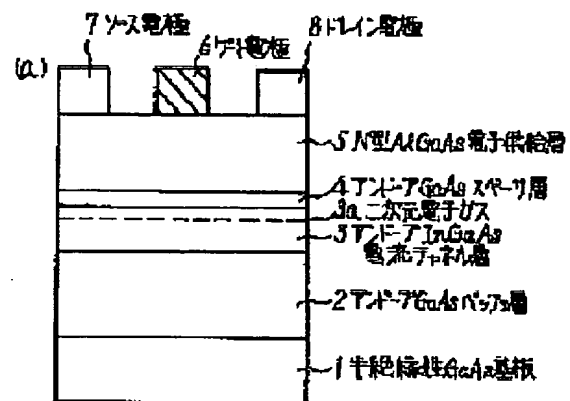 7 ソース電極
6 ゲート電極
8 ドレイン電極
(a)
5 N型AlGaAs電子供給層
4 アンドープGaAsスペーサ層
3a 二次元電子ガス
3 アンドープInGaAs
電流チャネル層
2 アンドープGaAsバッファ層
1 半絶縁性GaAs基板